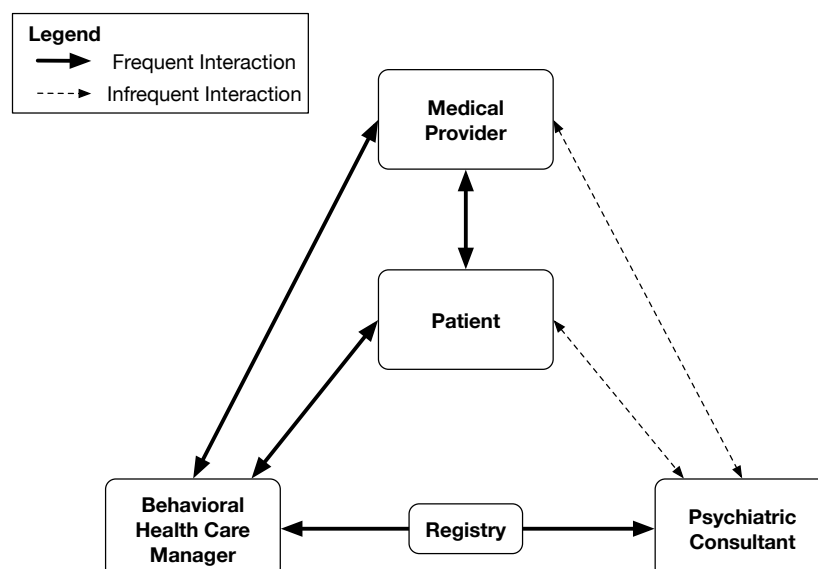 Legend
Frequent Interaction
Infrequent Interaction
Medical
Provider
Patient
Behavioral
Health Care
Manager
Registry
Psychiatric
Consultant